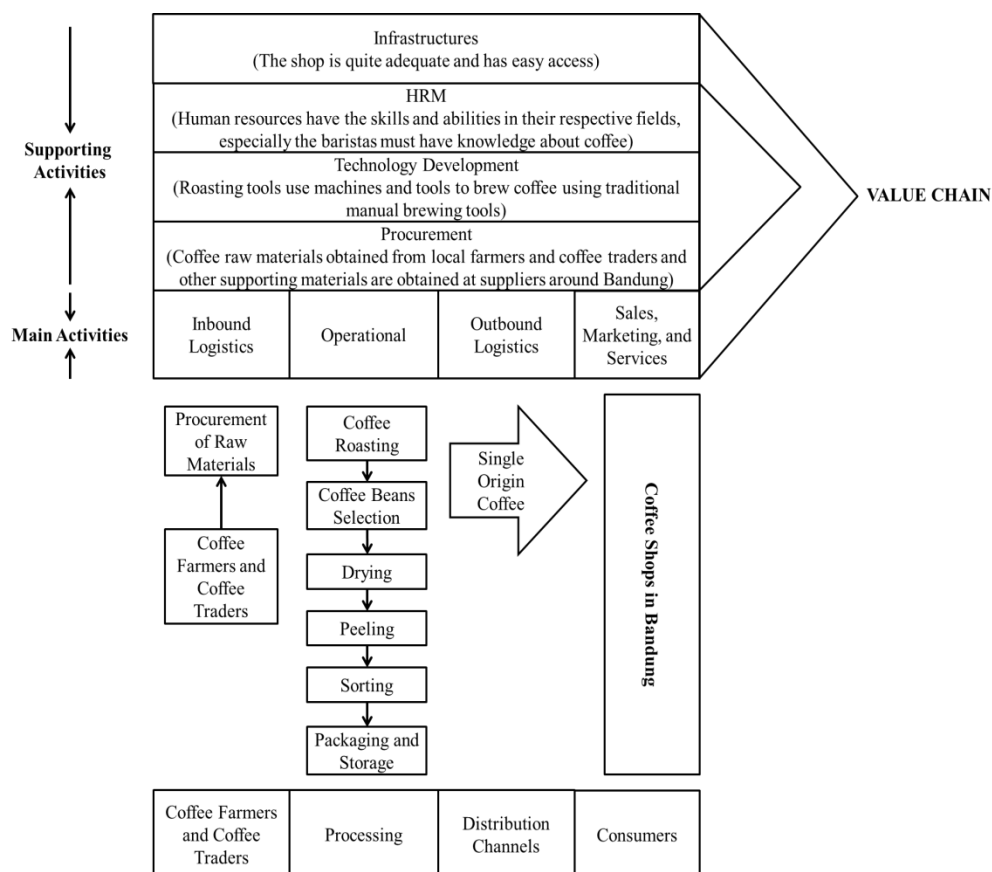 Infrastructures
(The shop is quite adequate and has easy access)
HRM
(Human resources have the skills and abilities in their respective fields,
especially the baristas must have knowledge about coffee)
Technology Development
(Roasting tools use machines and tools to brew coffee using traditional
manual brewing tools)
Procurement
(Coffee raw materials obtained from local farmers and coffee traders and
other supporting materials are obtained at suppliers around Bandung)
Supporting
Activities
VALUE CHAIN
Main Activities
Inbound
Logistics
Operational
Outbound
Logistics
Sales,
Marketing, and
Services
Procurement
of Raw
Materials
Coffee
Farmers and
Coffee
Traders
Coffee
Roasting
Coffee Beans
Selection
Drying
Peeling
Sorting
Packaging and
Storage
Single
Origin
Coffee
Coffee Shops in Bandung
Coffee Farmers
and Coffee
Traders
Processing
Distribution
Channels
Consumers